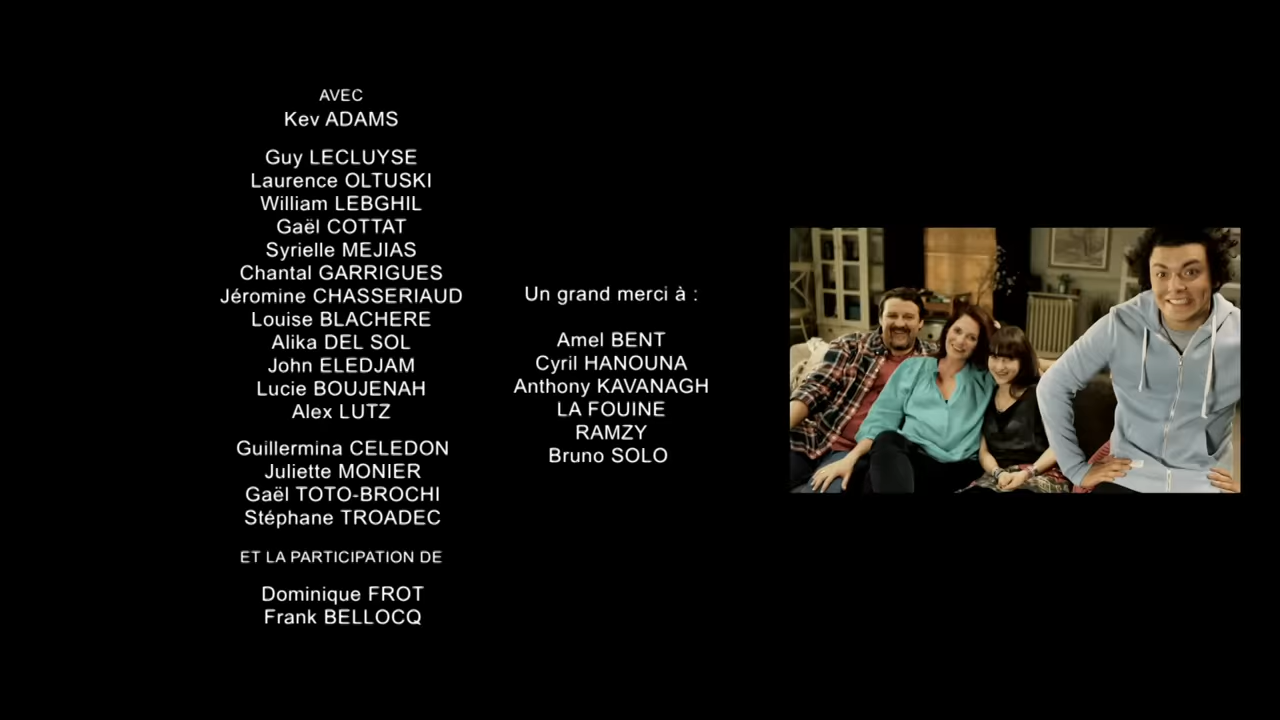 AVEC
Kev ADAMS
Guy LECLUYSE
Laurence OLTUSKI
William LEBGHIL
Gaël COTTAT
Syrielle MEJIAS
Chantal GARRIGUES
Jéromine CHASSERIAUD
Louise BLACHERE
Alika DEL SOL
John ELEDJAM
Lucie BOUJENAH
Alex LUTZ
Guillermina CELEDON
Juliette MONIER
Gaël TOTO-BROCHI
Stéphane TROADEC
ET LA PARTICIPATION DE
Dominique FROT
Frank BELLOCQ
Un grand merci à :
Amel BENT
Cyril HANOUNA
Anthony KAVANAGH
LA FOUINE
RAMZY
Bruno SOLO